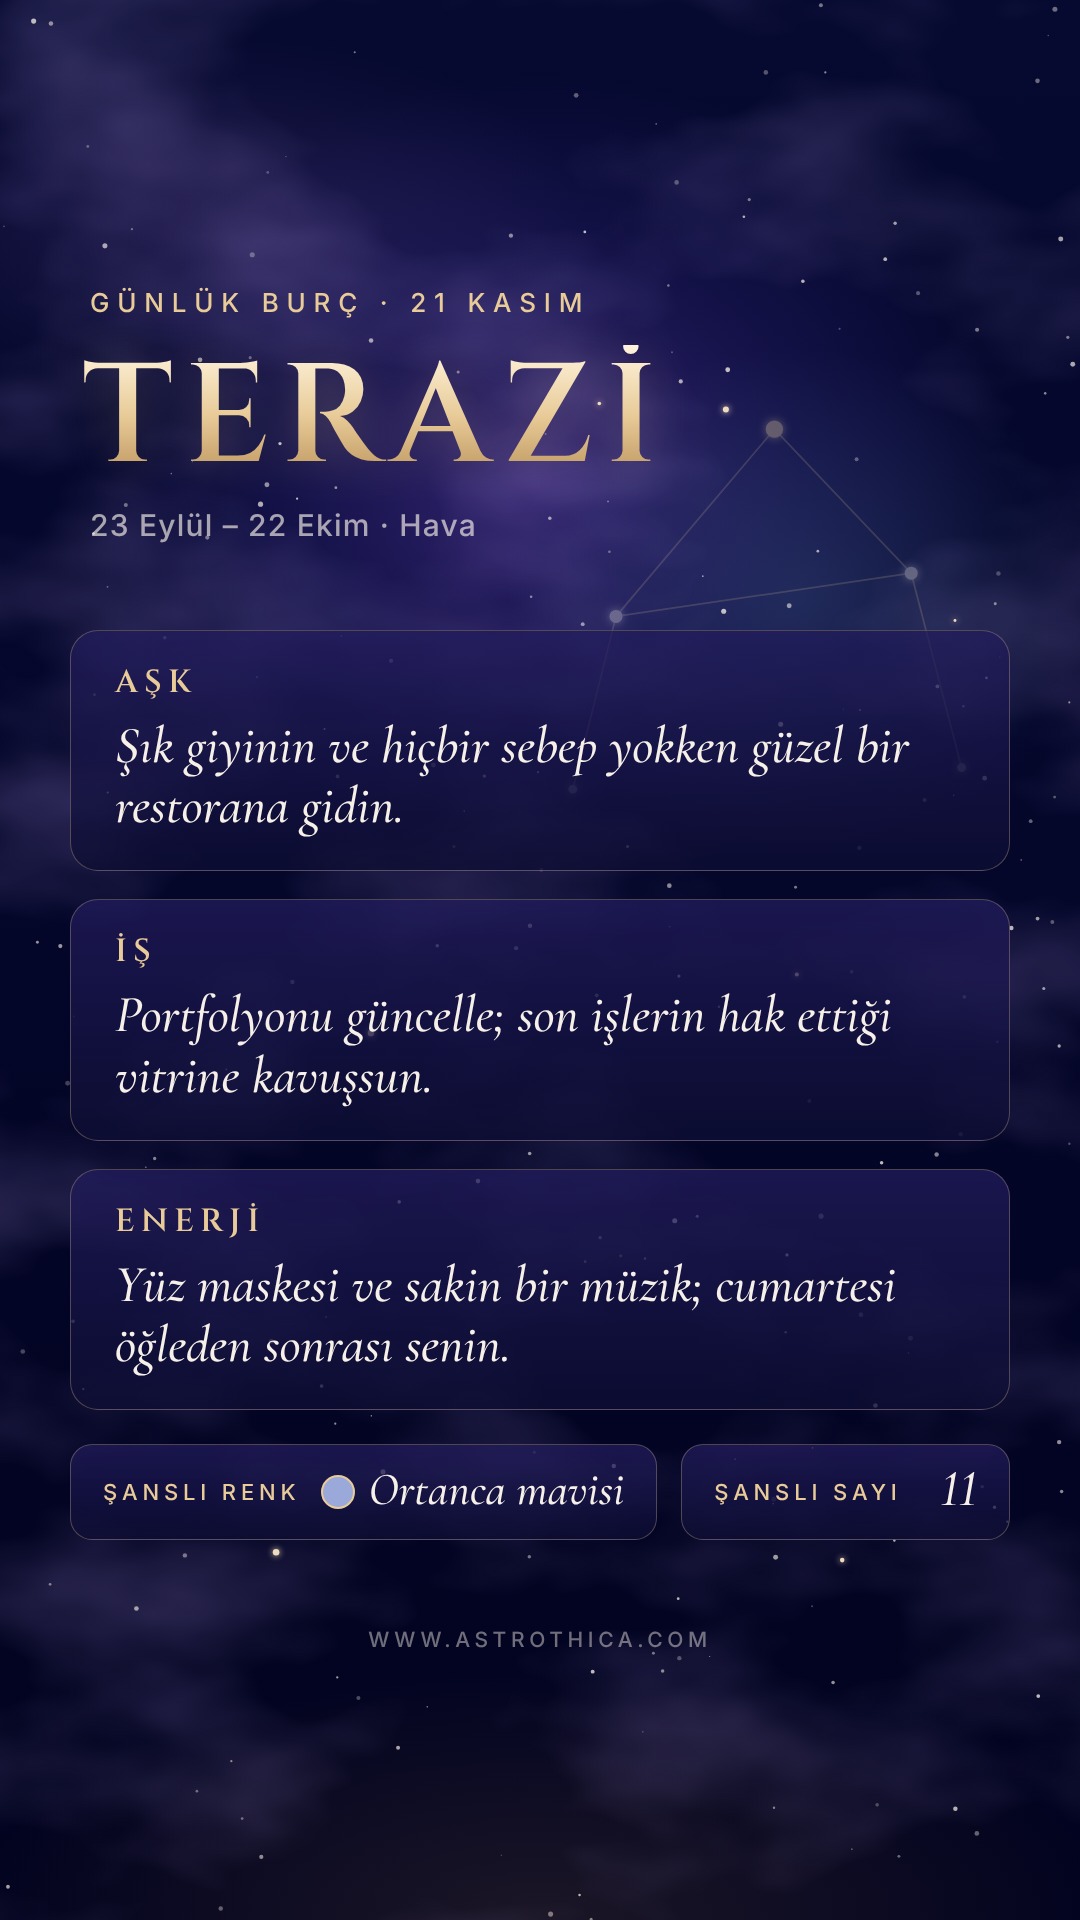 GÜNLÜK BURÇ · 21 KASIM
TERAZİ
23 Eylül – 22 Ekim · Hava
AŞK
Şık giyinin ve hiçbir sebep yokken güzel bir
restorana gidin.
İŞ
Portfolyonu güncelle; son işlerin hak ettiği
vitrine kavuşsun.
ENERJİ
Yüz maskesi ve sakin bir müzik; cumartesi
öğleden sonrası senin.
ŞANSLI RENK Ortanca mavisi
ŞANSLI SAYI 11
WWW.ASTROTHICA.COM